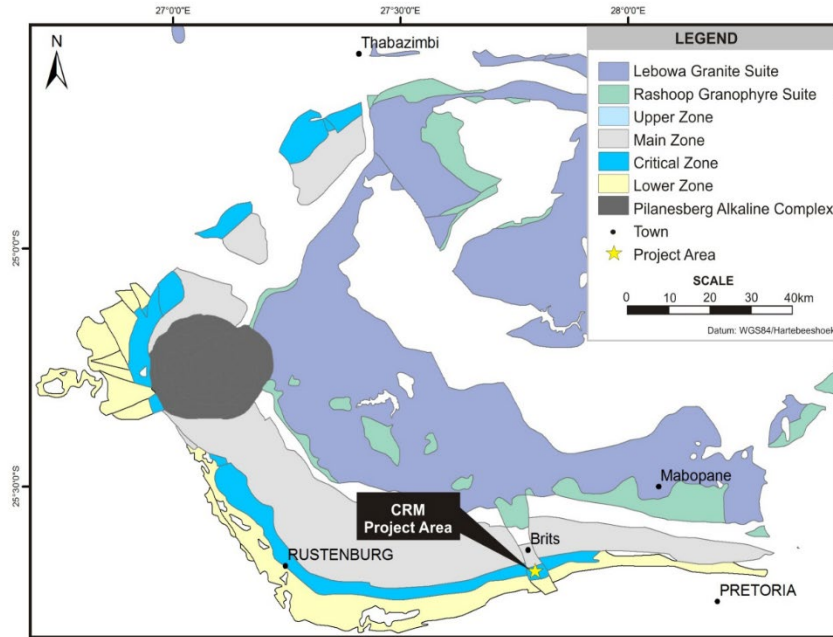 27°0'0"E
27°30'0"E
28°0'0"E
N
Thabazimbi
LEGEND
Lebowa Granite Suite
Rashoop Granophyre Suite
Upper Zone
Main Zone
Critical Zone
Lower Zone
Pilanesberg Alkaline Complex
Town
Project Area
SCALE
0 10 20 30 40km
Datum: WGS84/Hartebeeshoek
25°0'0"S
25°30'0"S
Mabopane
CRM
Project Area
Brits
RUSTENBURG
PRETORIA